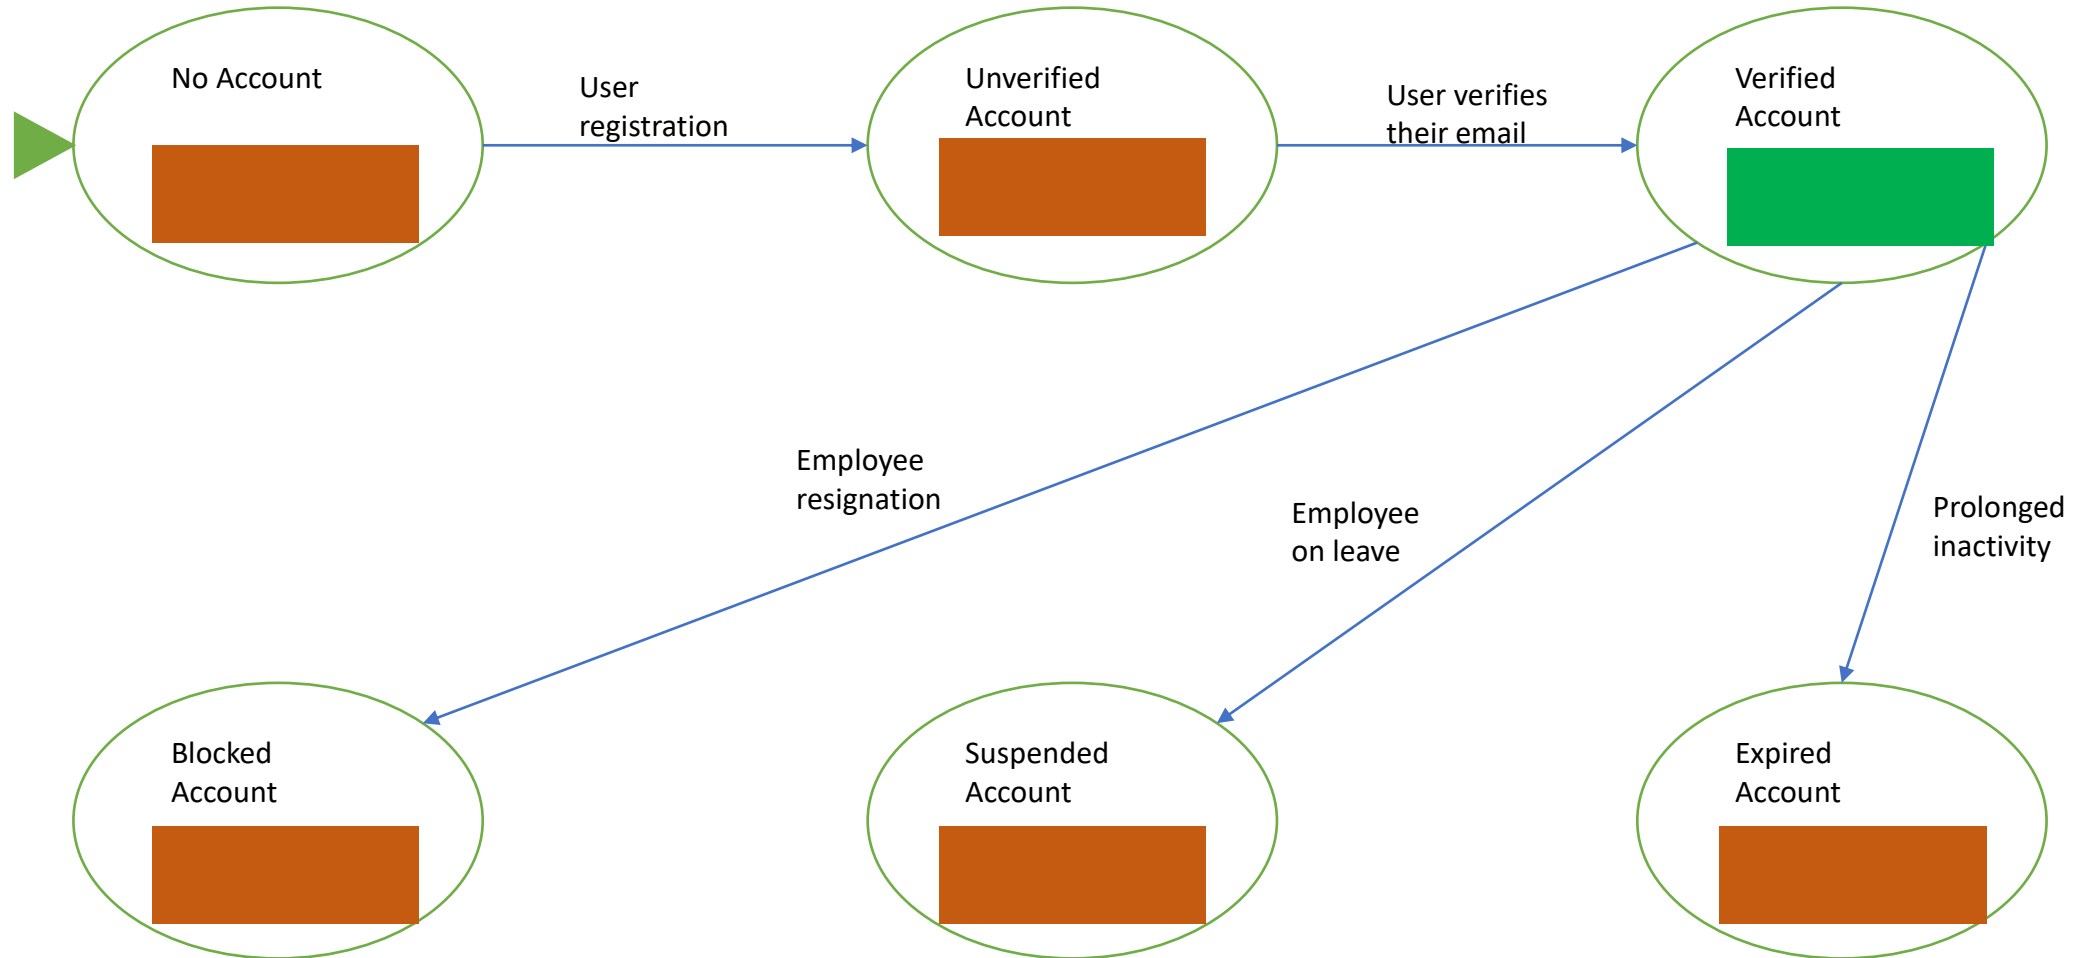 No Account
User
registration
Unverified
Account
User verifies
their email
Verified
Account
Employee
resignation
Employee
on leave
Prolonged
inactivity
Blocked
Account
Suspended
Account
Expired
Account